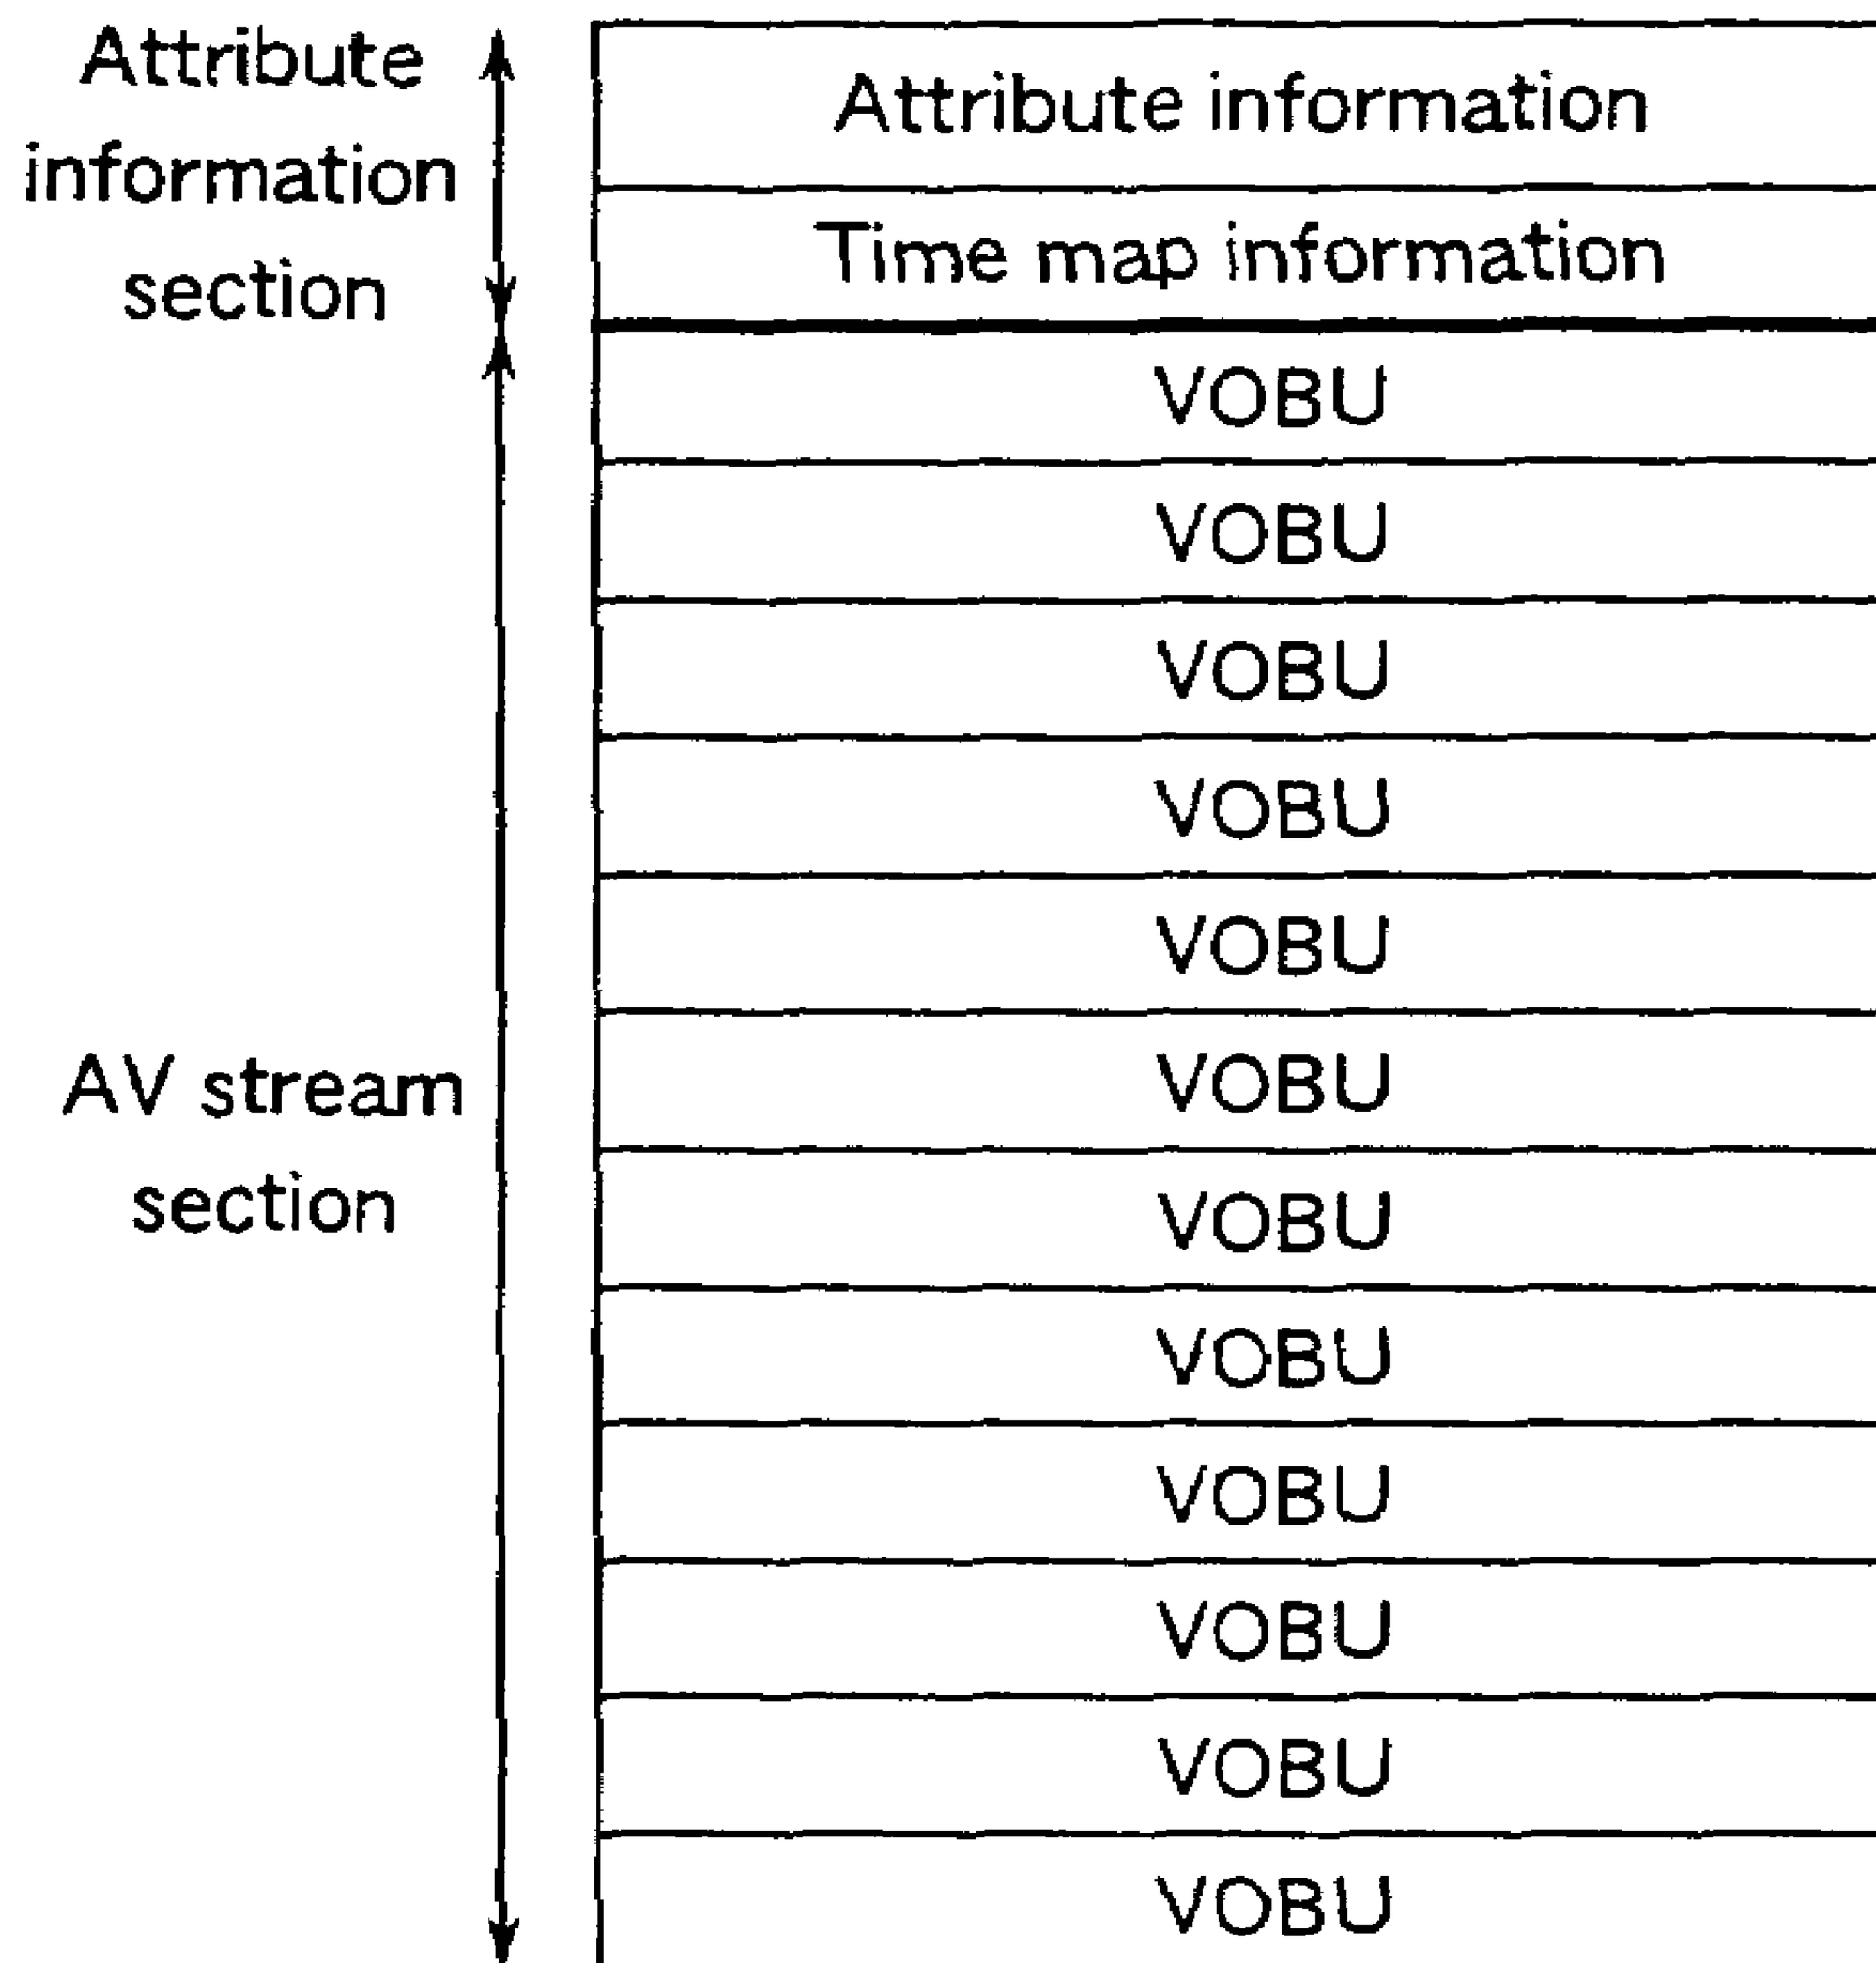 Attribute
information
section
Attribute information
Time map information
VOBU
VOBU
VOBU
VOBU
VOBU
AV stream
section
VOBU
VOBU
VOBU
VOBU
VOBU
VOBU
VOBU